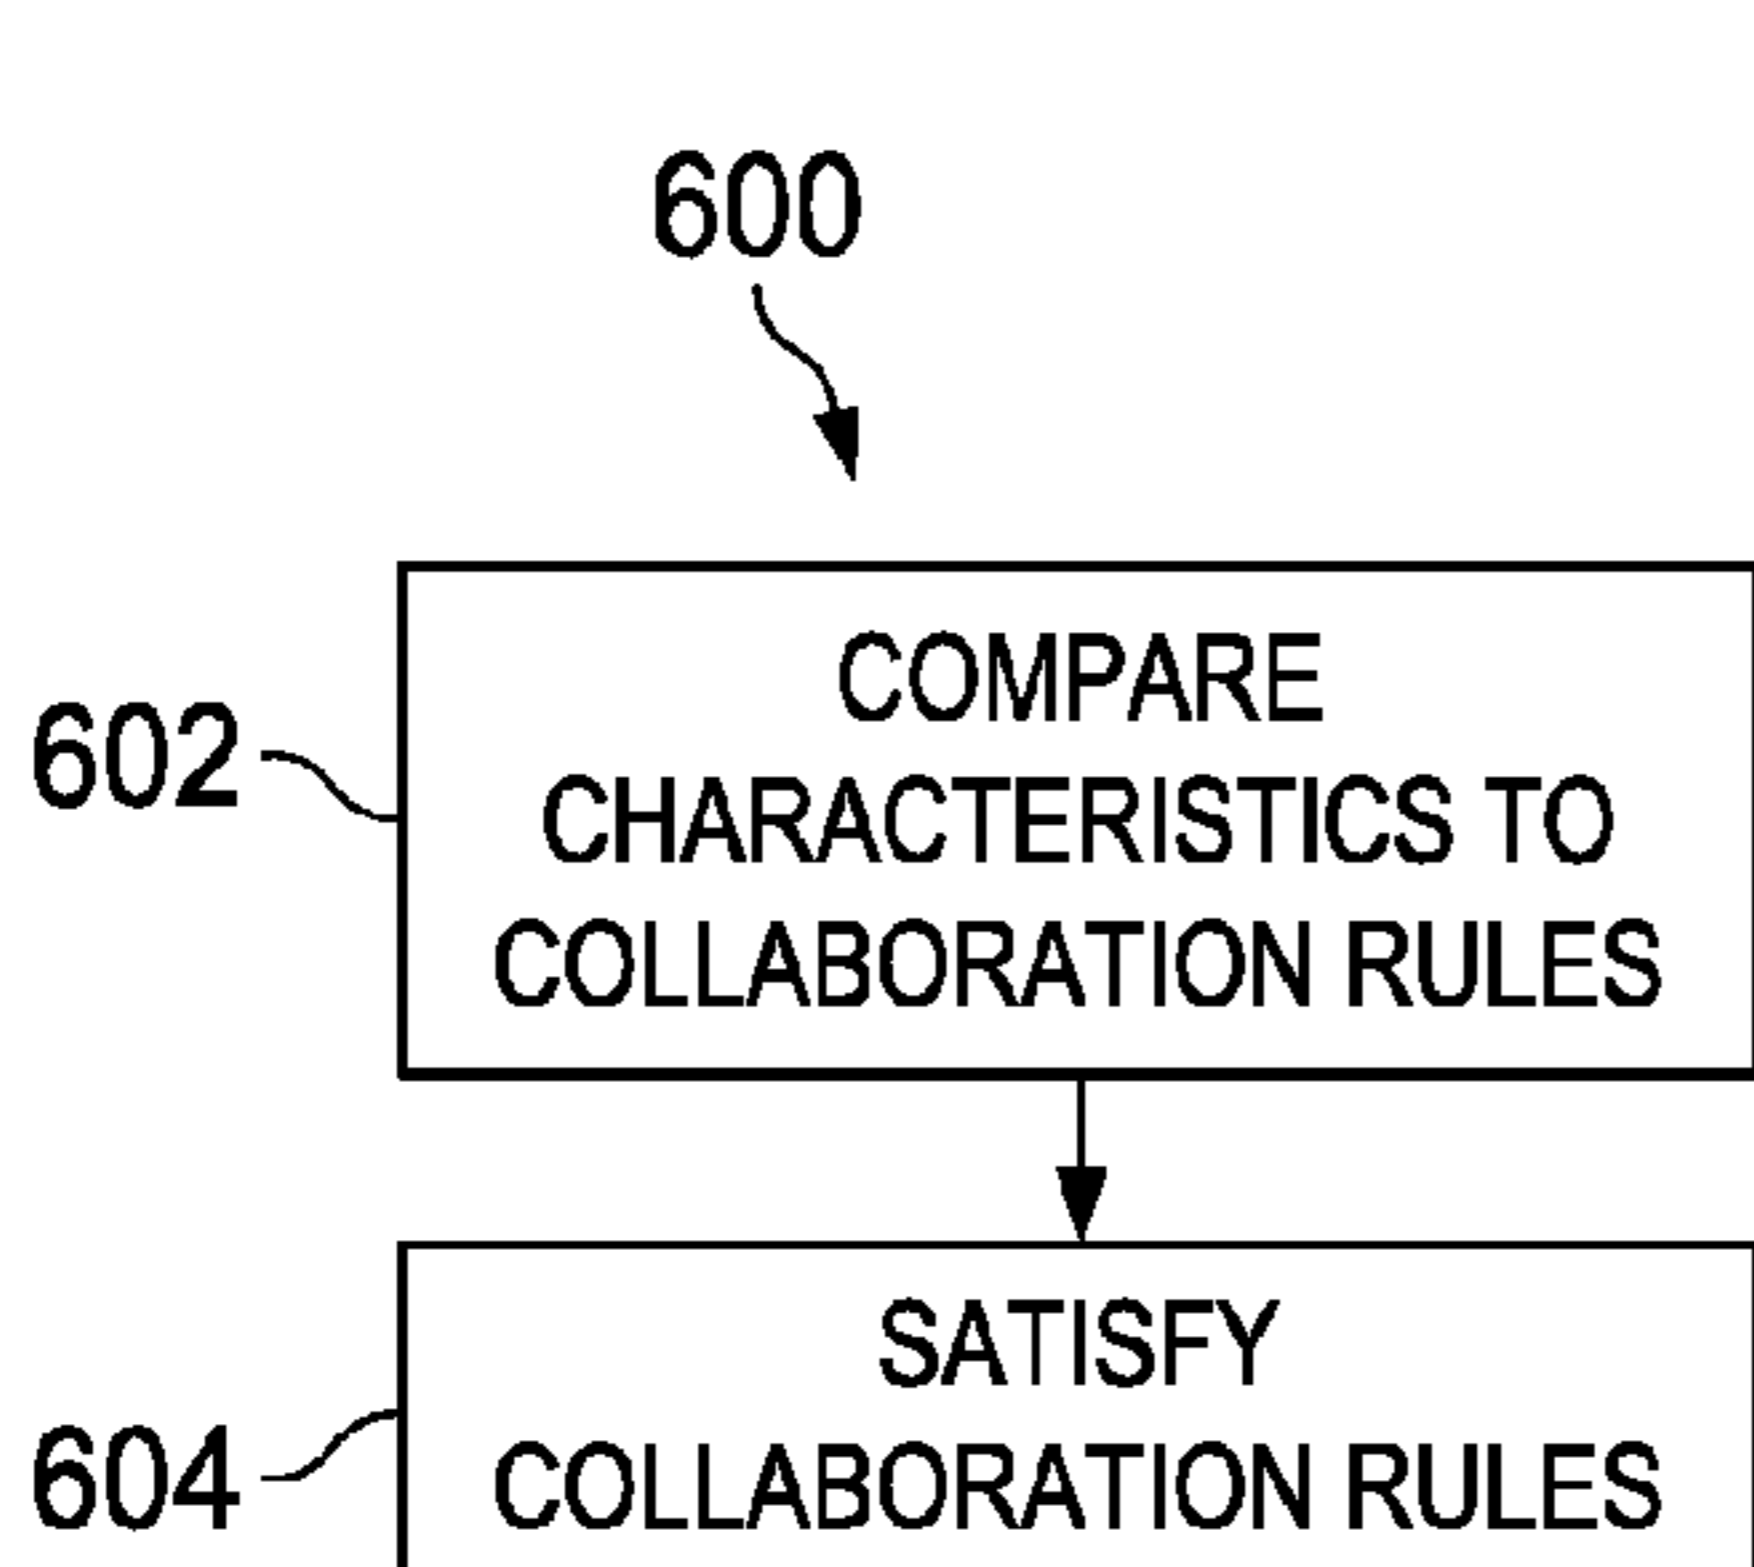 600
602
COMPARE
CHARACTERISTICS TO
COLLABORATION RULES
604
SATISFY
COLLABORATION RULES